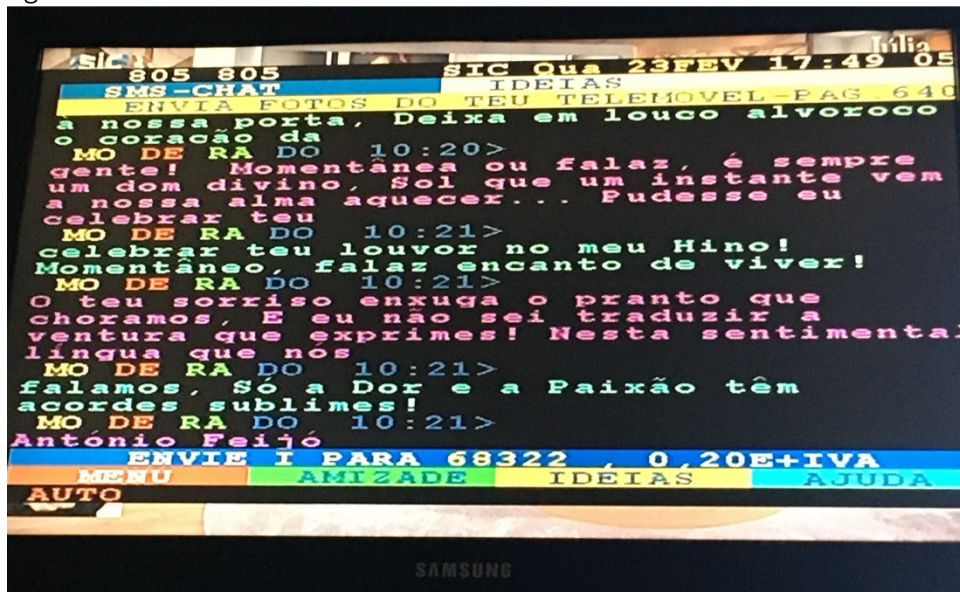 SIC
Júlia
805 805 SIC Qua 23FEV 17:49 05
SMS-CHAT IDEIAS
ENVIA FOTOS DO TEU TELEMOVEL-PAG.640
à nossa porta, Deixa em louco alvoroco
o coração da
MO DE RA DO 10:20>
gente! Momentânea ou falaz, é sempre
um dom divino, Sol que um instante vem
a nossa alma aquecer... Pudesse eu
celebrar teu
MO DE RA DO 10:21>
celebrar teu louvor no meu Hino!
Momentâneo, falaz encanto de viver!
MO DE RA DO 10:21>
O teu sorriso enxuga o pranto que
choramos, E eu não sei traduzir a
ventura que exprimes! Nesta sentimental
língua que nós
MO DE RA DO 10:21>
falamos, Só a Dor e a Paixão têm
acordes sublimes!
MO DE RA DO 10:21>
António Feijó
ENVIE I PARA 68322 , 0,20E+IVA
MENU AMIZADE IDEIAS AJUDA
AUTO
SAMSUNG